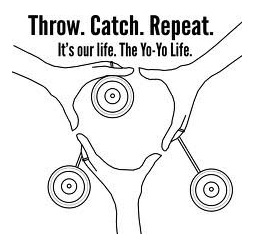 Throw. Catch. Repeat.
It's our life. The Yo-Yo Life.